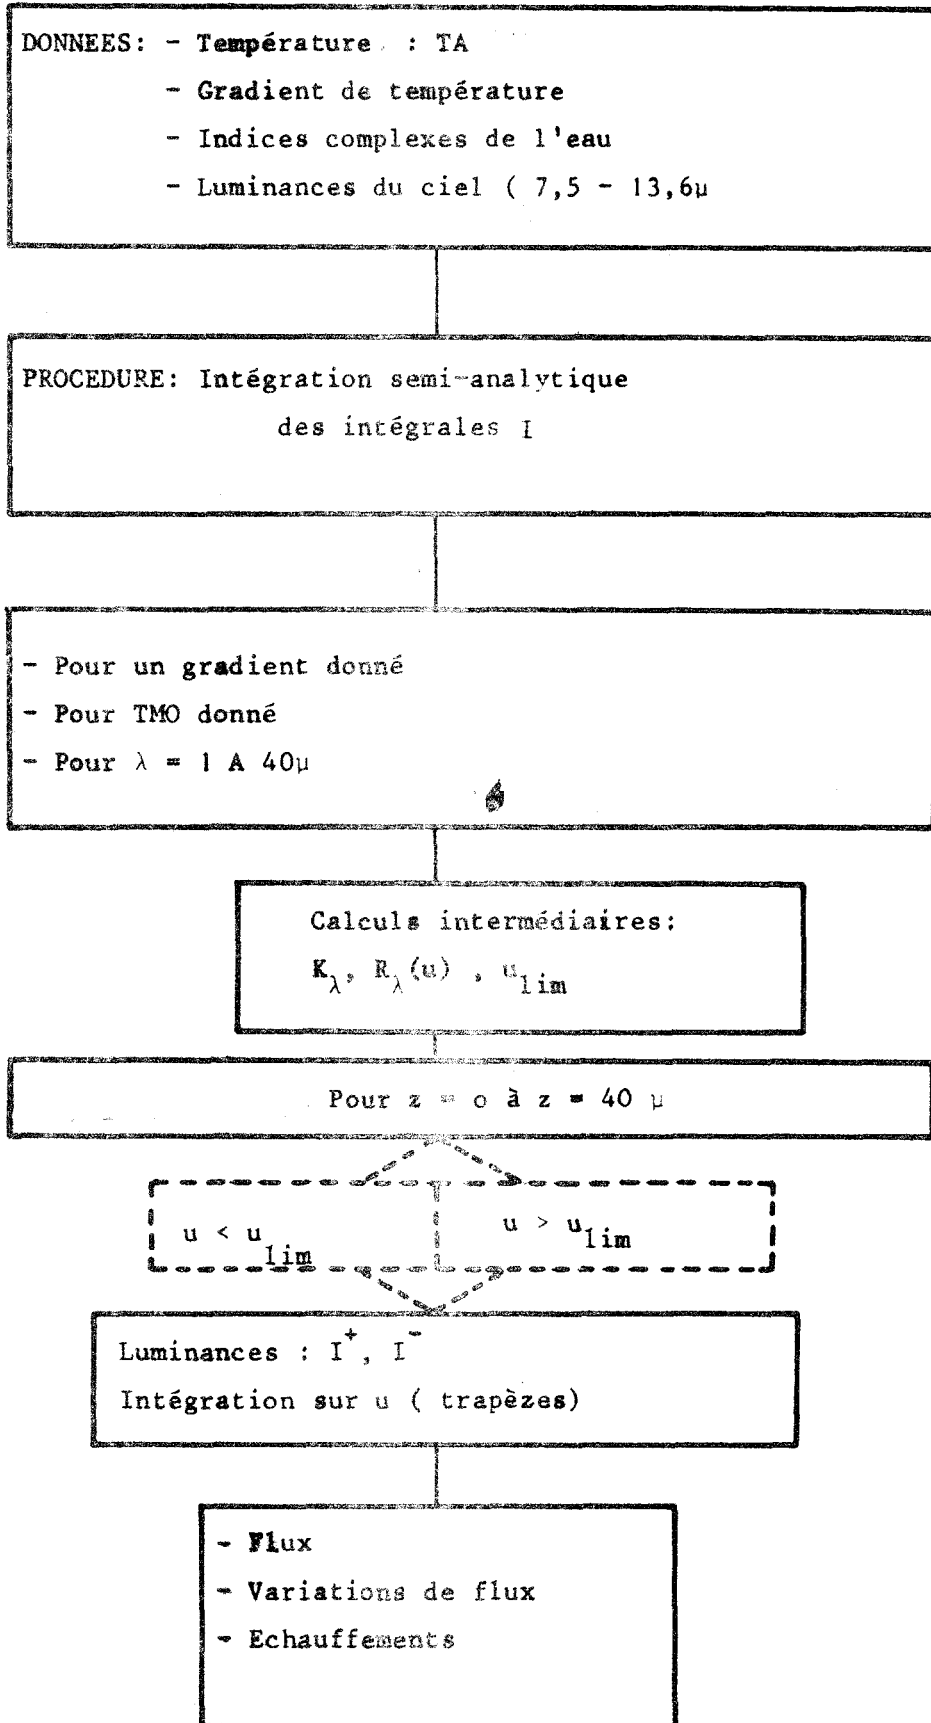 DONNEES: - Température : TA
- Gradient de température
- Indices complexes de l'eau
- Luminances du ciel ( 7,5 - 13,6μ
PROCEDURE: Intégration semi-analytique
des intégrales I
- Pour un gradient donné
- Pour TMO donné
- Pour λ = 1 A 40μ
Calculs intermédiaires:
K_λ, R_λ(u) , u_lim
Pour z = o à z = 40 μ
u < u_lim
u > u_lim
Luminances : I⁺, I⁻
Intégration sur u ( trapèzes)
- Flux
- Variations de flux
- Echauffements